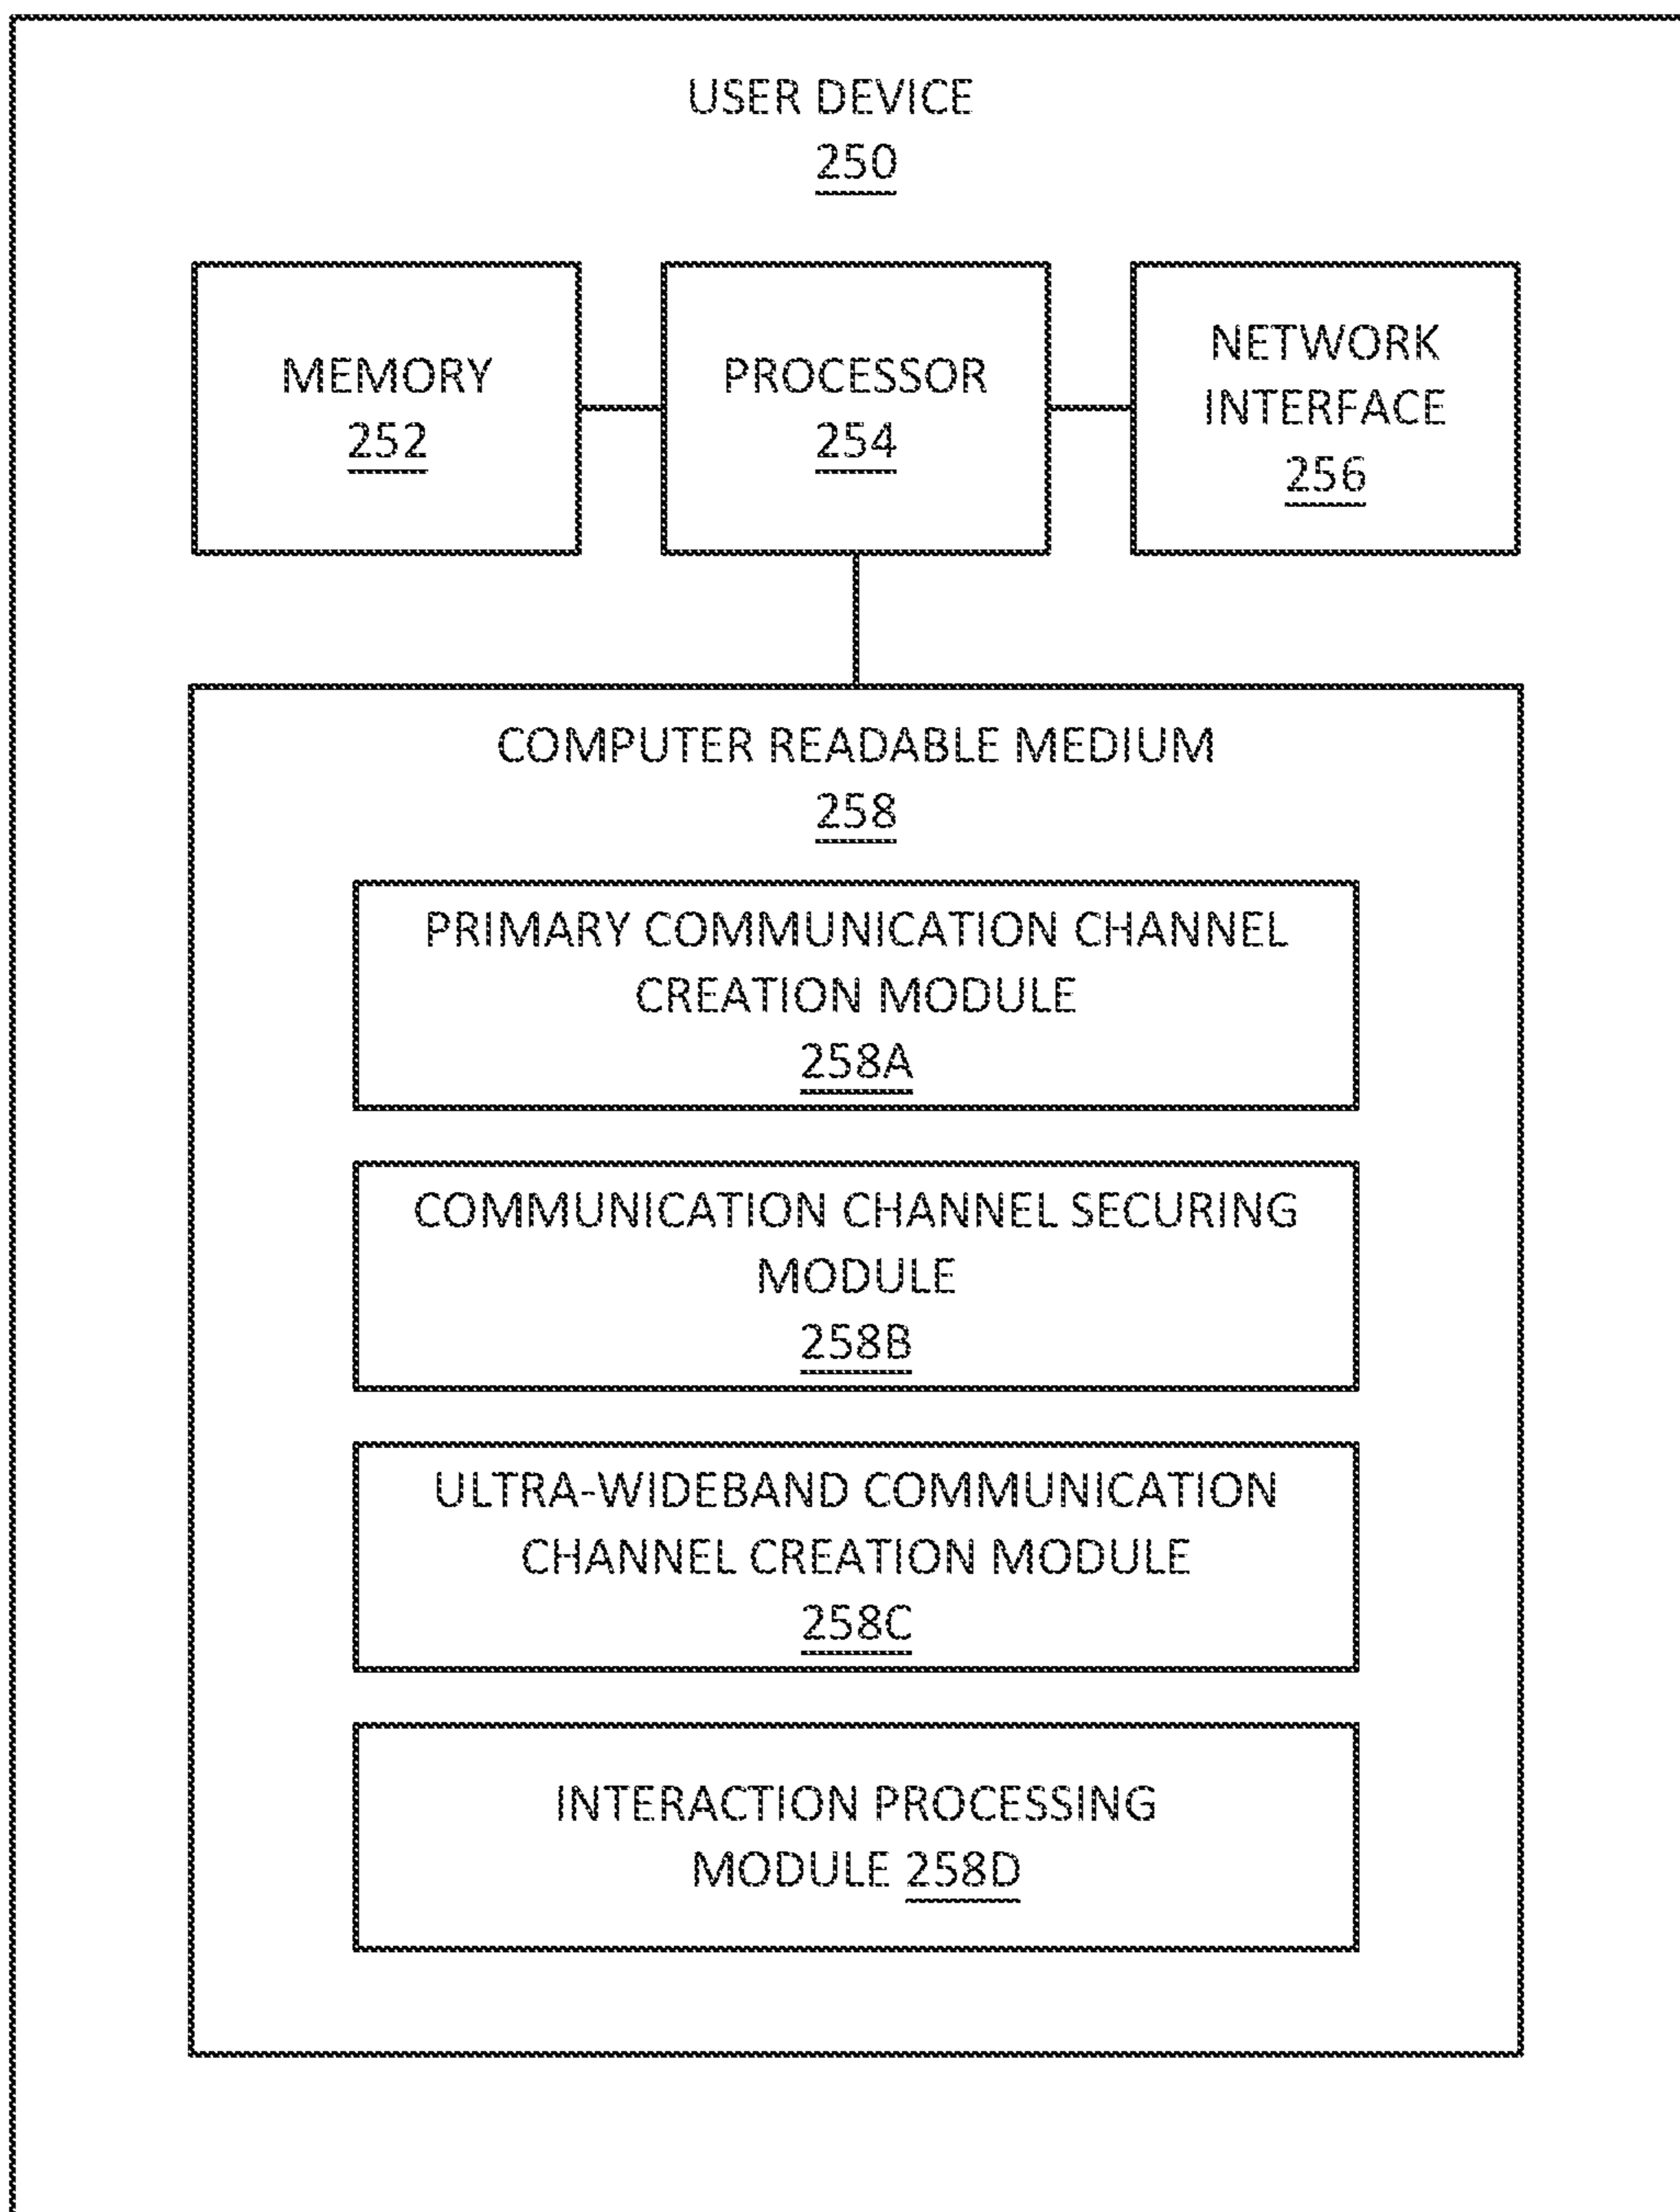 USER DEVICE
250
MEMORY
252
PROCESSOR
254
NETWORK
INTERFACE
256
COMPUTER READABLE MEDIUM
258
PRIMARY COMMUNICATION CHANNEL
CREATION MODULE
258A
COMMUNICATION CHANNEL SECURING
MODULE
258B
ULTRA-WIDEBAND COMMUNICATION
CHANNEL CREATION MODULE
258C
INTERACTION PROCESSING
MODULE 258D